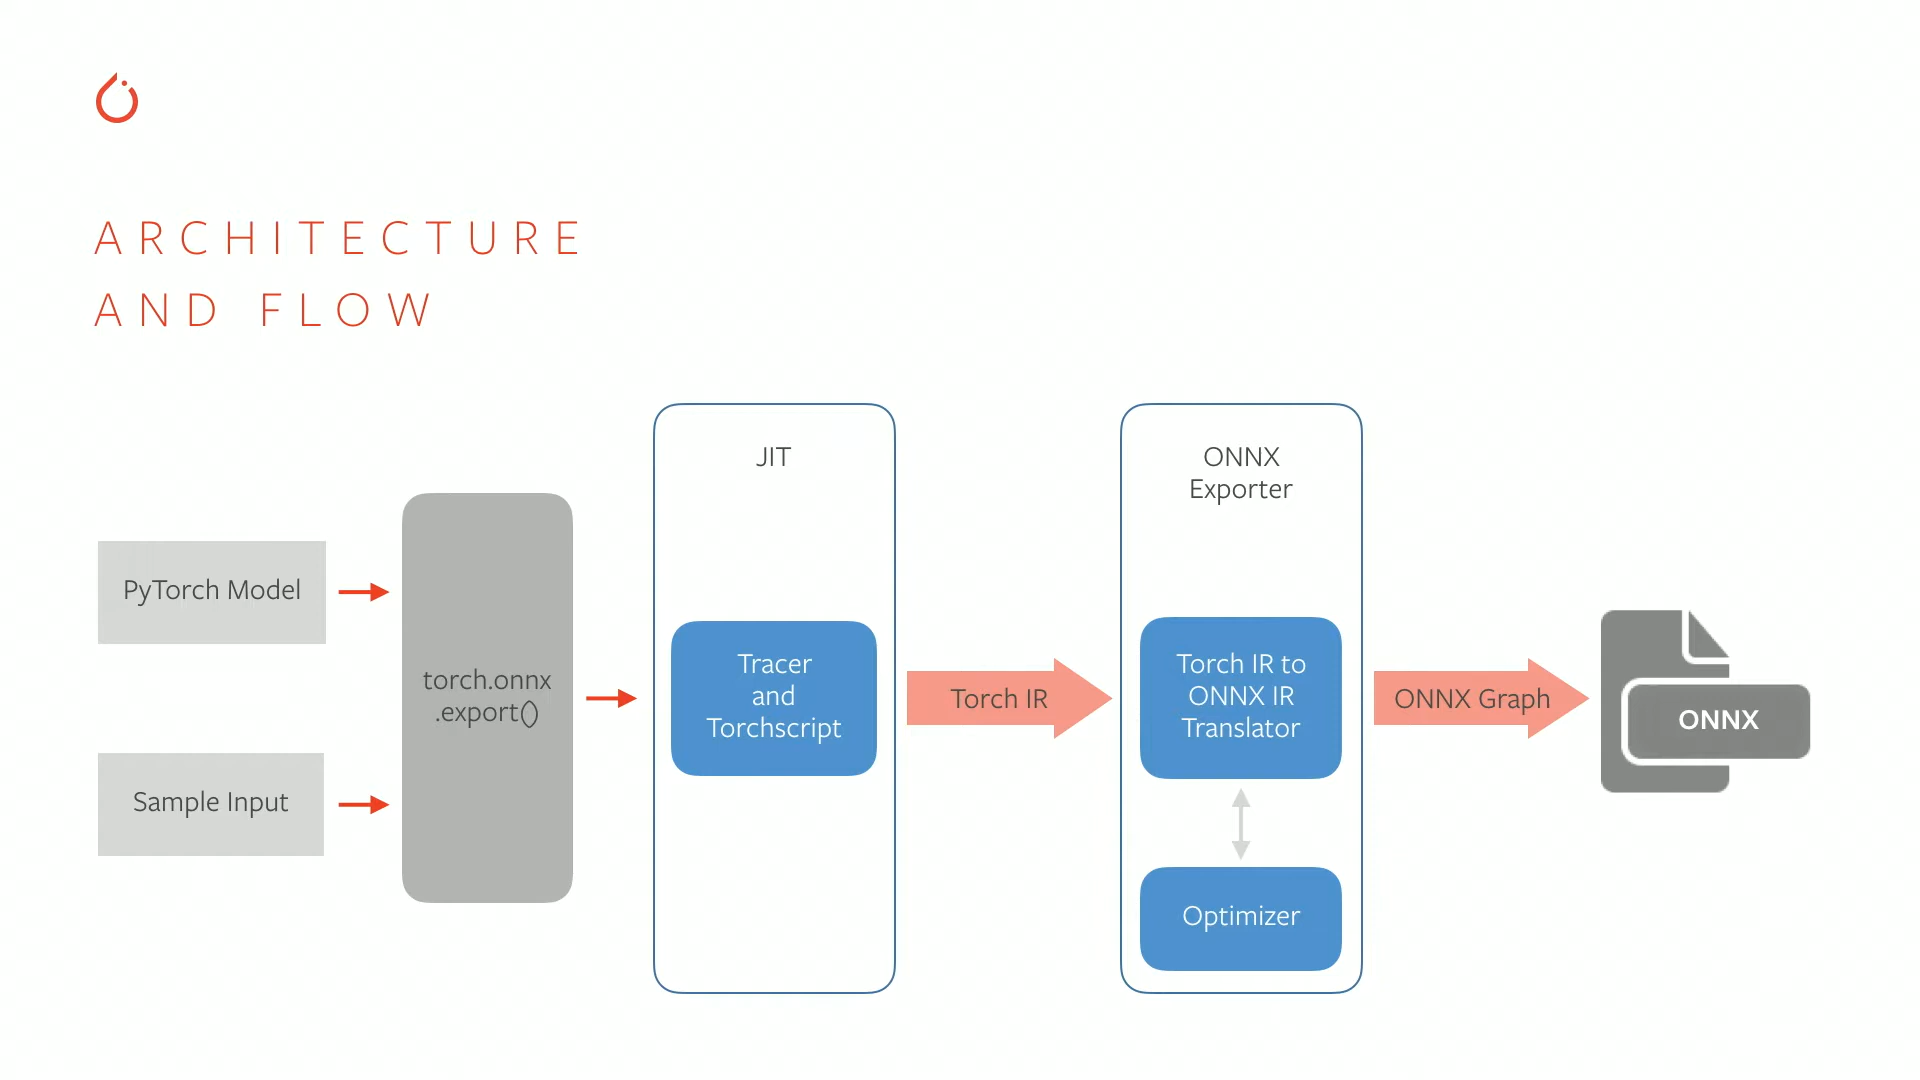 ARCHITECTURE
AND FLOW
PyTorch Model
Sample Input
torch.onnx
.export()
JIT
Tracer
and
Torchscript
Torch IR
ONNX
Exporter
Torch IR to
ONNX IR
Translator
Optimizer
ONNX Graph
ONNX